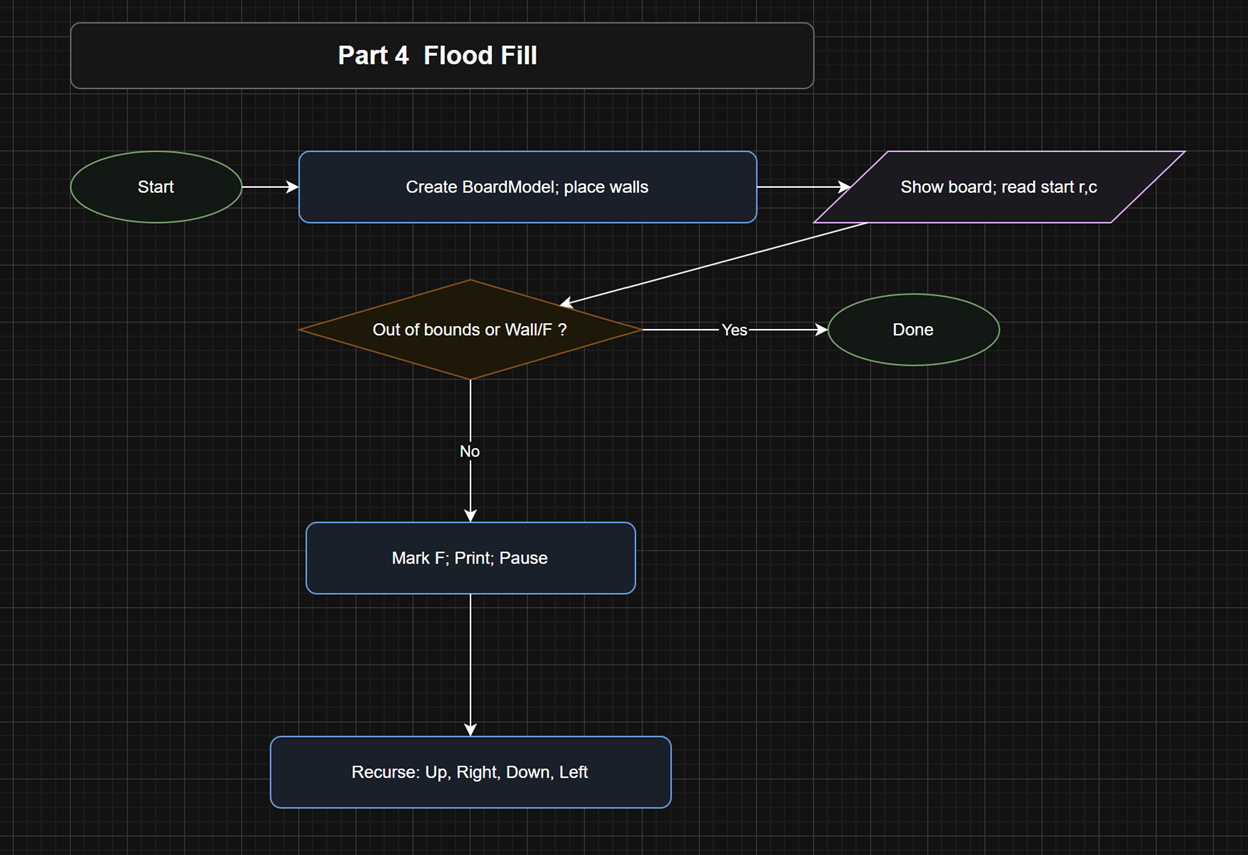 Part 4  Flood Fill
Start
Create BoardModel; place walls
Show board; read start r,c
Out of bounds or Wall/F ?
Yes
Done
No
Mark F; Print; Pause
Recurse: Up, Right, Down, Left